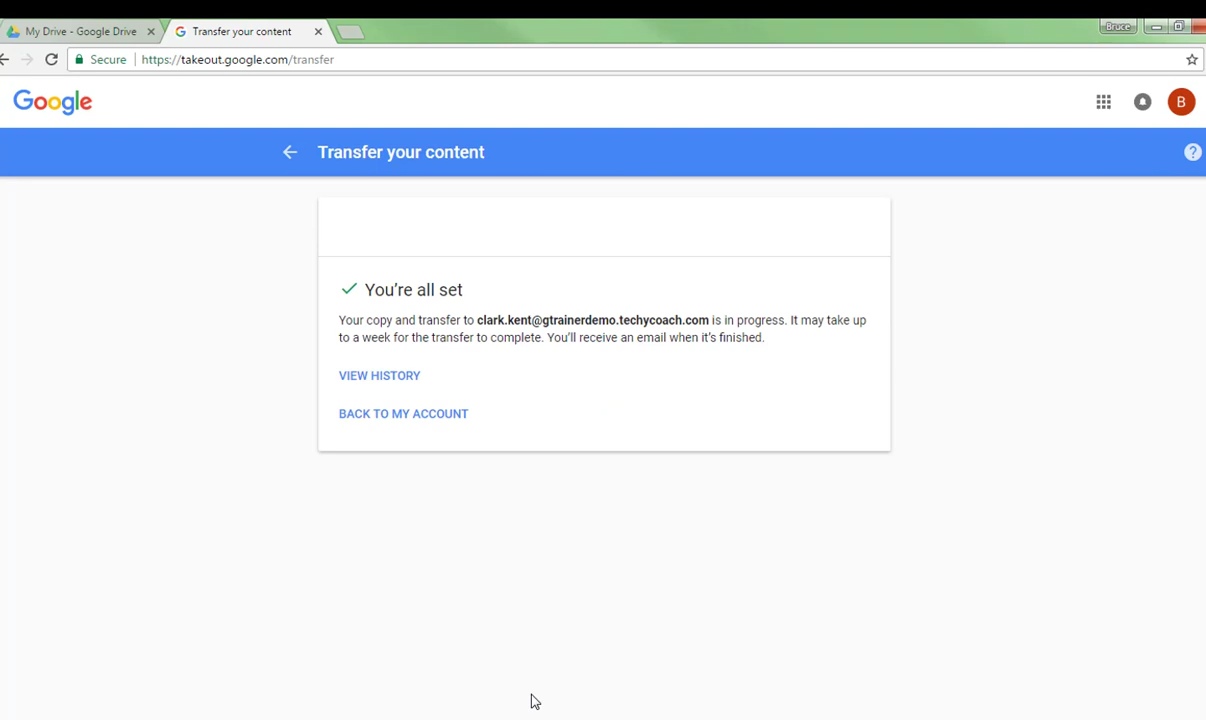 My Drive - Google Drive
Transfer your content
Bruce
Secure
https://takeout.google.com/transfer
Google
B
Transfer your content
?
You're all set
Your copy and transfer to clark.kent@gtrainerdemo.techycoach.com is in progress. It may take up
to a week for the transfer to complete. You'll receive an email when it's finished.
VIEW HISTORY
BACK TO MY ACCOUNT